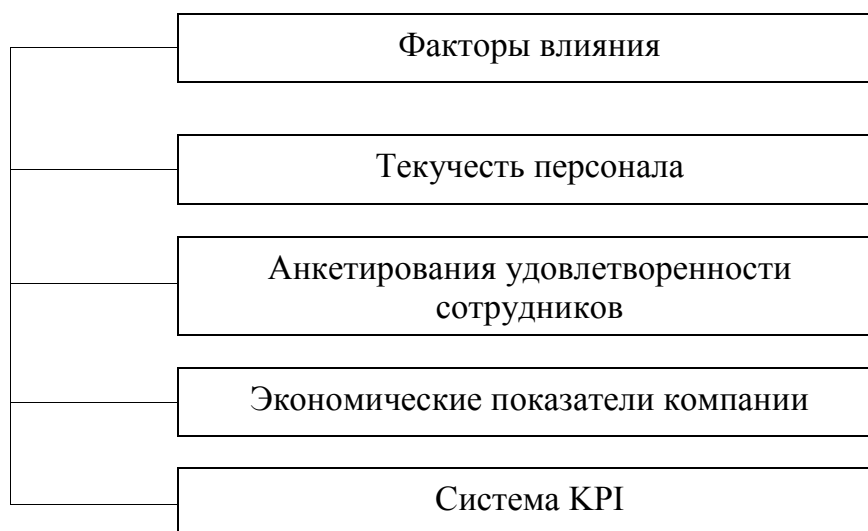 Факторы влияния
Текучесть персонала
Анкетирования удовлетворенности
сотрудников
Экономические показатели компании
Система KPI